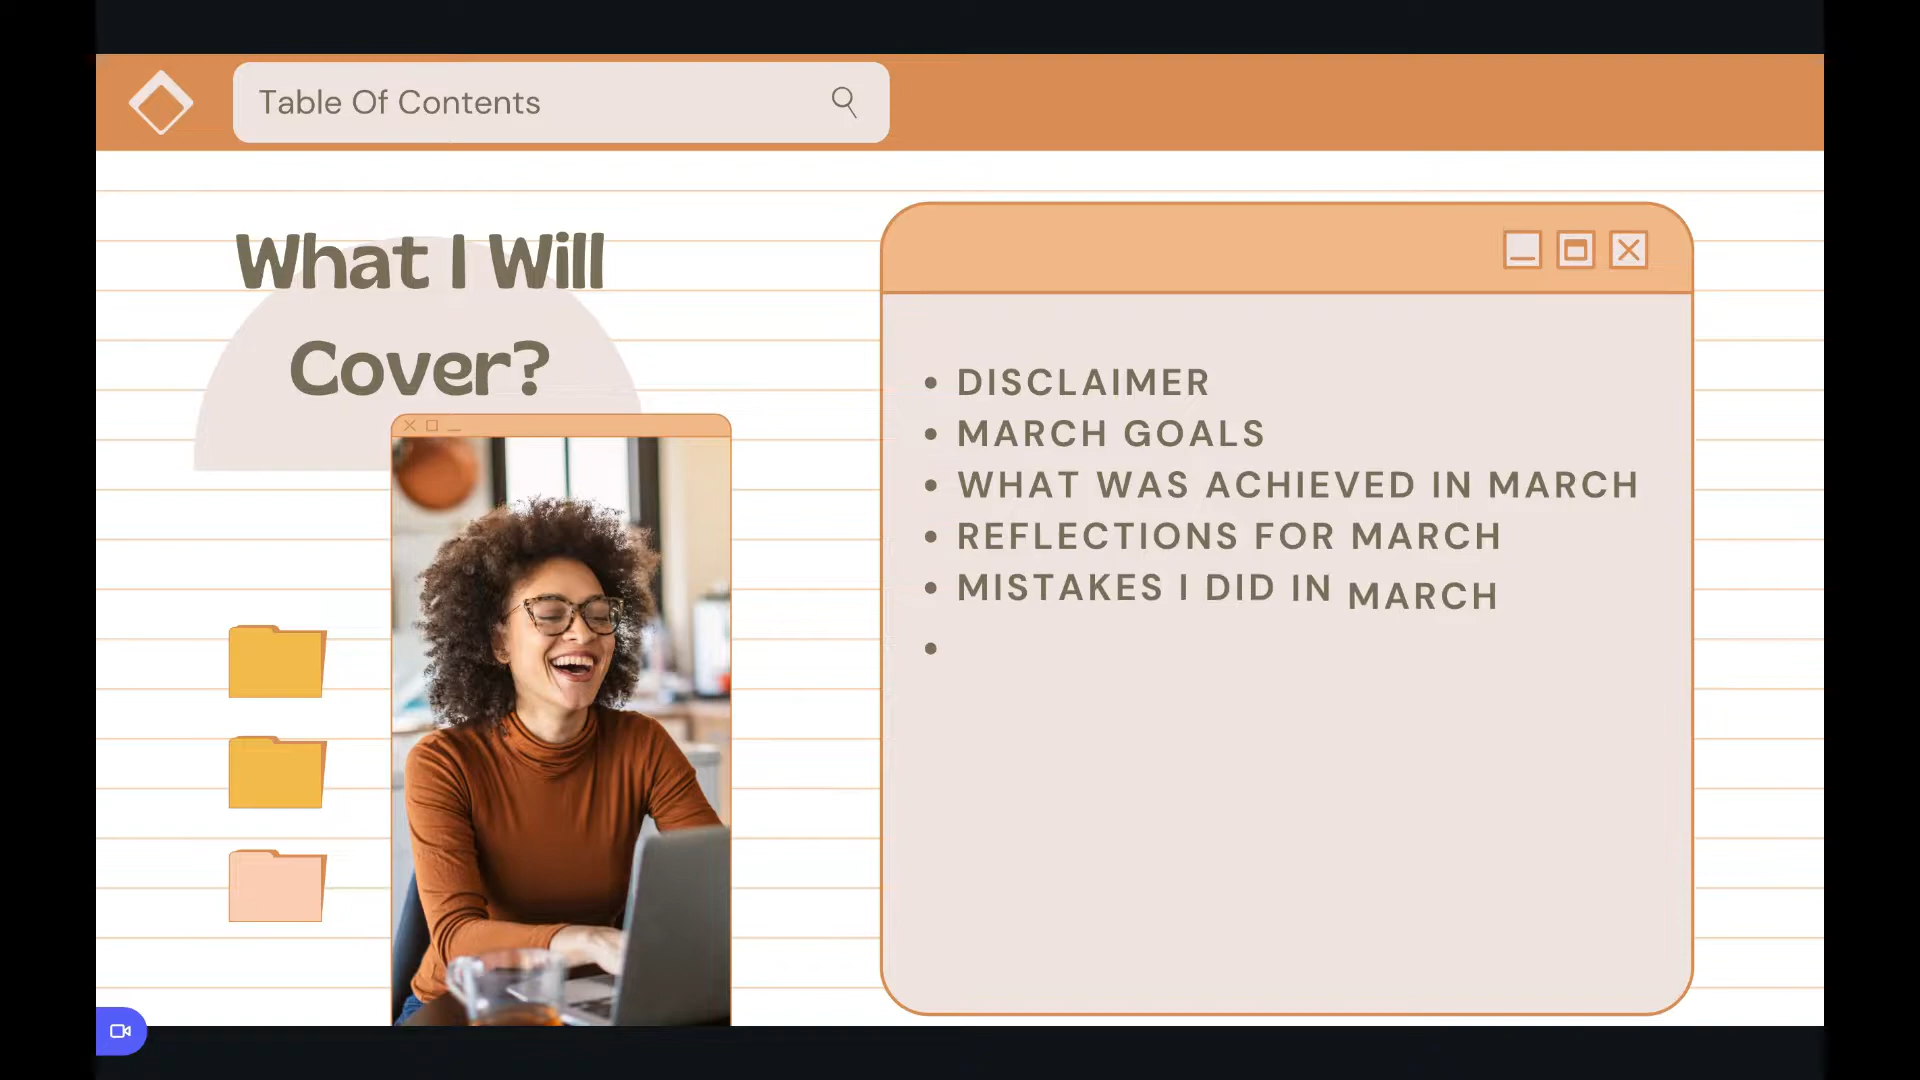 Table Of Contents
What I Will
Cover?
• DISCLAIMER
• MARCH GOALS
• WHAT WAS ACHIEVED IN MARCH
• REFLECTIONS FOR MARCH
• MISTAKES I DID IN MARCH
•